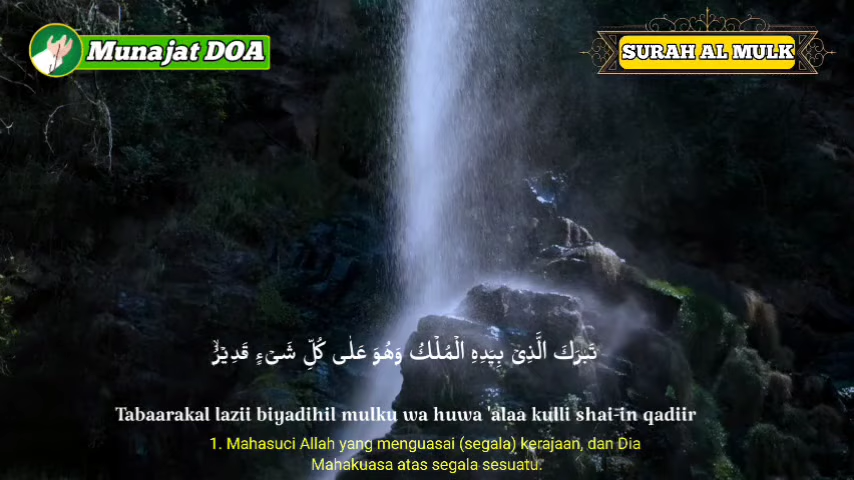 Munajat DOA
SURAH AL MULK
تَبٰرَكَ الَّذِيْ بِيَدِهِ الْمُلْكُ وَهُوَ عَلٰى كُلِّ شَيْءٍ قَدِيْرٌۙ
Tabaarakal lazii biyadihil mulku wa huwa 'alaa kulli shai-in qadiir
1. Mahasuci Allah yang menguasai (segala) kerajaan, dan Dia
Mahakuasa atas segala sesuatu.